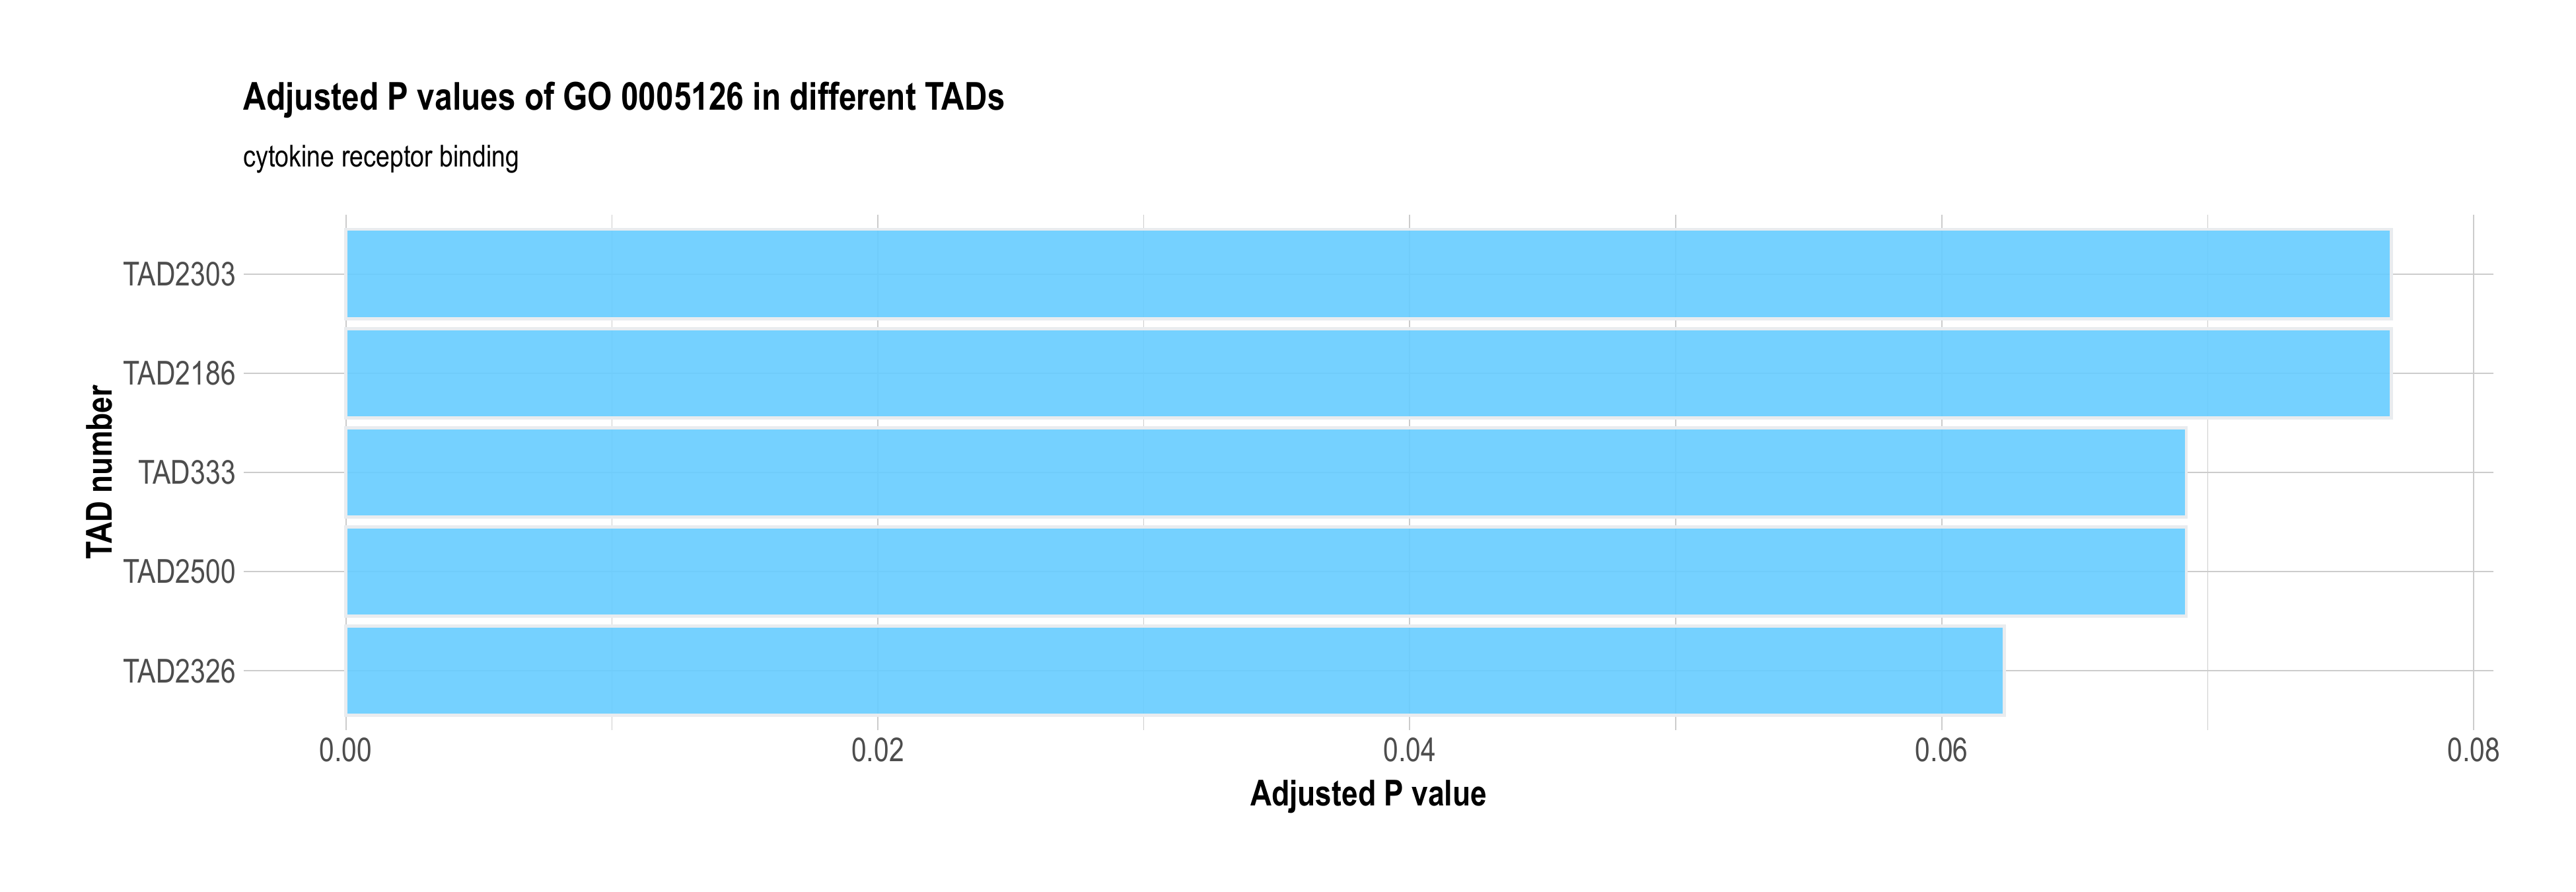 Adjusted P values of GO 0005126 in different TADs
cytokine receptor binding
TAD number
TAD2303
TAD2186
TAD333
TAD2500
TAD2326
0.00 0.02 0.04 0.06 0.08
Adjusted P value